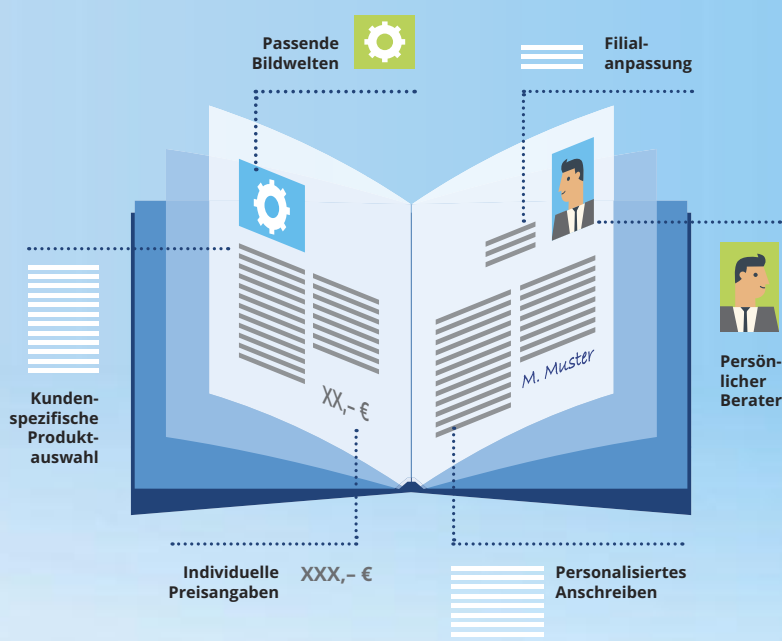 Passende
Bildwelten
Filial-
anpassung
Kunden-
spezifische
Produkt-
auswahl
XX,- €
M. Muster
Persön-
licher
Berater
Individuelle
Preisangaben
XXX,– €
Personalisiertes
Anschreiben